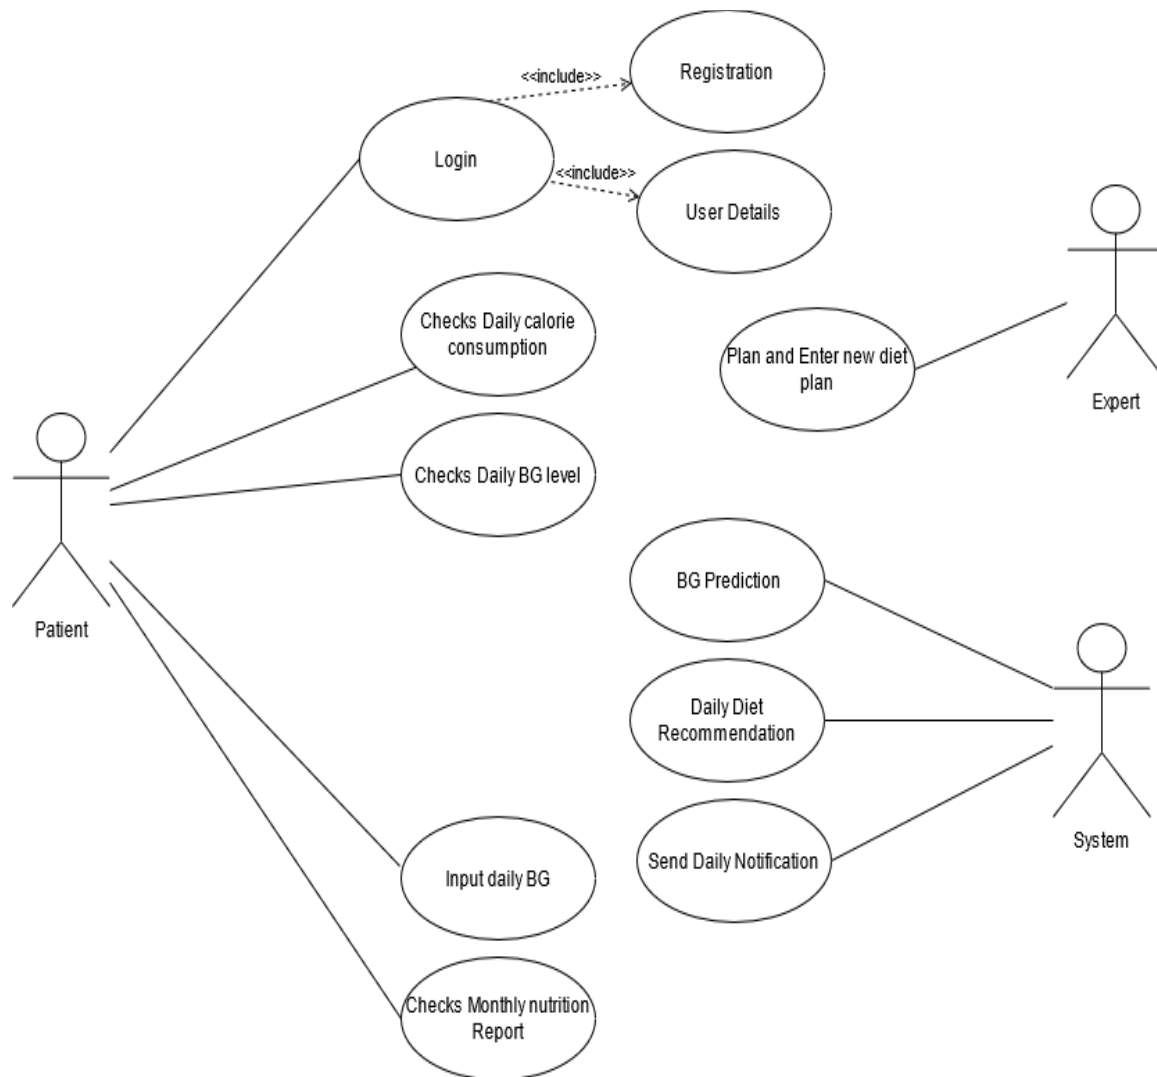 <<include>>
Registration
Login
<<include>>
User Details
Checks Daily calorie
consumption
Plan and Enter new diet
plan
Expert
Checks Daily BG level
BG Prediction
Patient
Daily Diet
Recommendation
System
Send Daily Notification
Input daily BG
Checks Monthly nutrition
Report